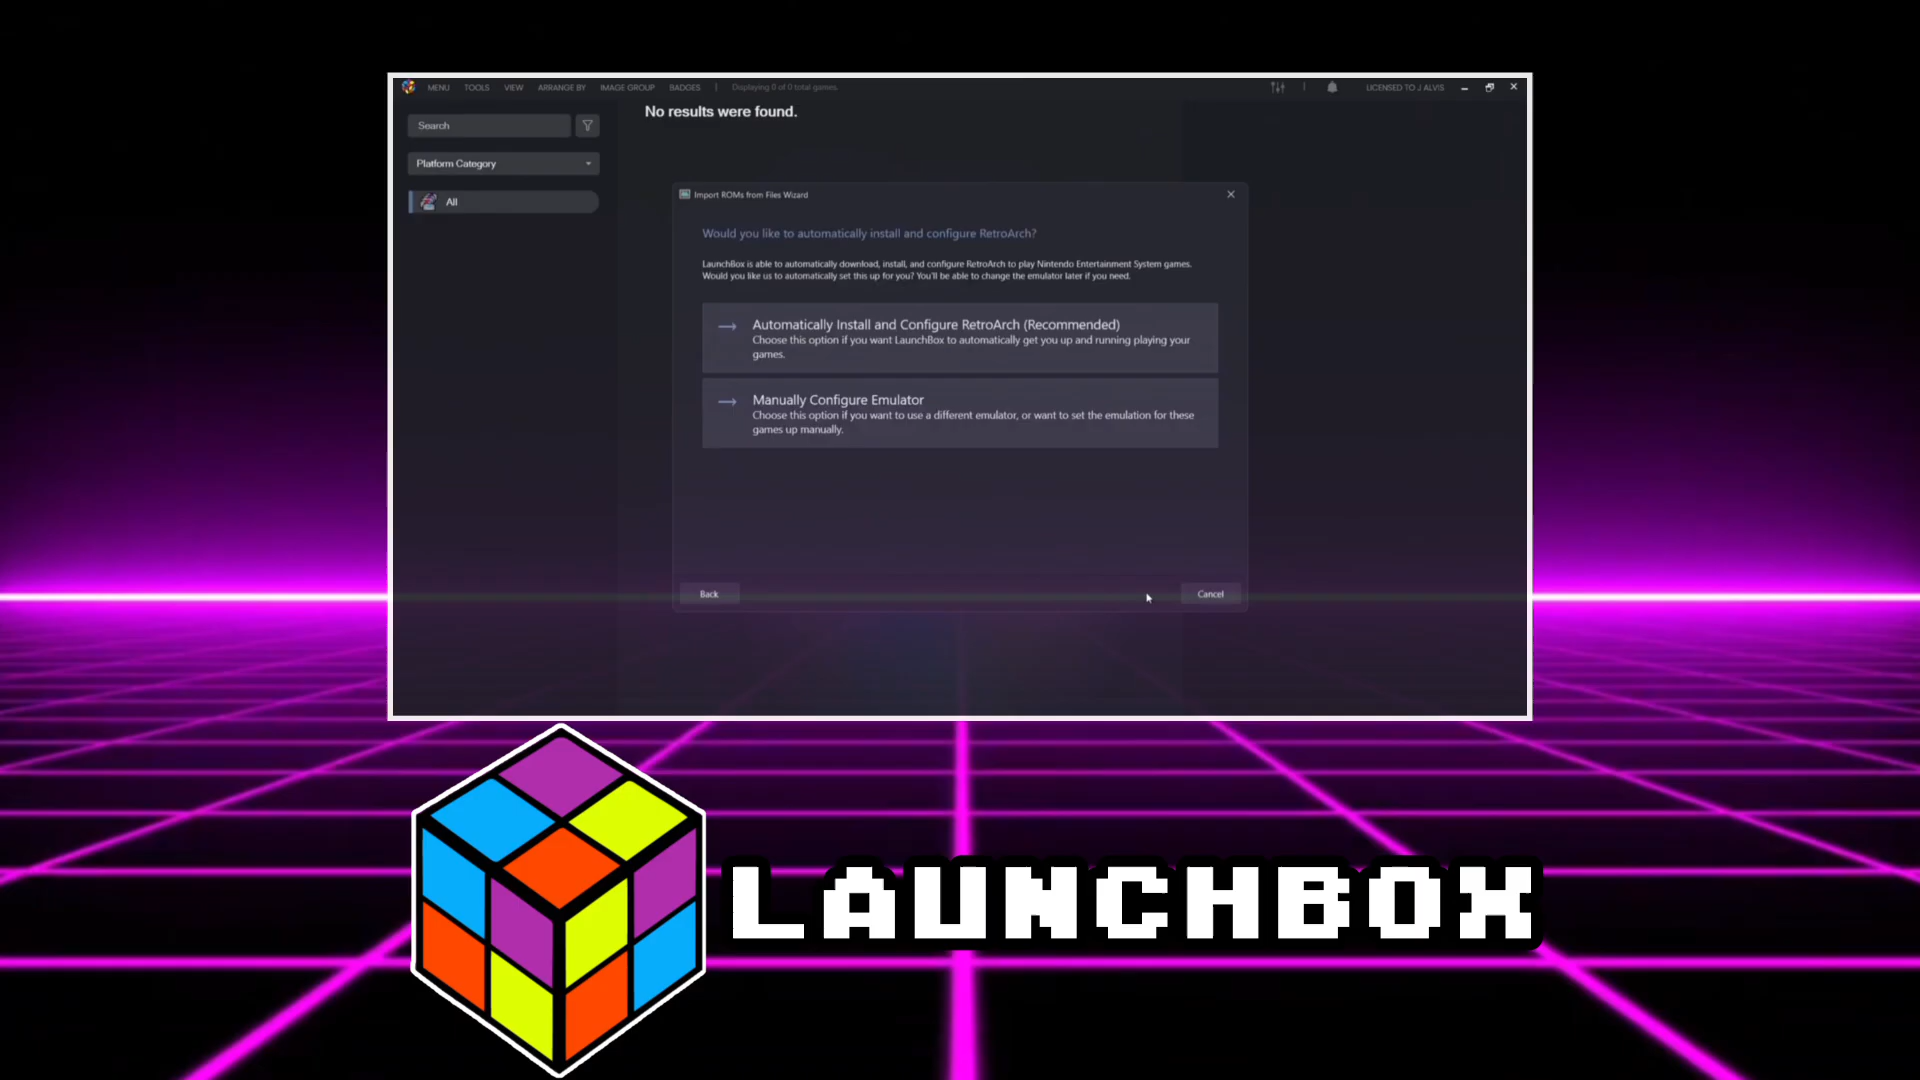 MENU TOOLS VIEW ARRANGE BY IMAGE GROUP BADGES Displaying 0 of 0 total games. LICENSED TO J ALVIS
Search
No results were found.
Platform Category
All
Import ROMs from Files Wizard
Would you like to automatically install and configure RetroArch?
LaunchBox is able to automatically download, install, and configure RetroArch to play Nintendo Entertainment System games.
Would you like us to automatically set this up for you? You'll be able to change the emulator later if you need.
Automatically Install and Configure RetroArch (Recommended)
Choose this option if you want LaunchBox to automatically get you up and running playing your
games.
Manually Configure Emulator
Choose this option if you want to use a different emulator, or want to set the emulation for these
games up manually.
Back Cancel
LAUNCHBOX